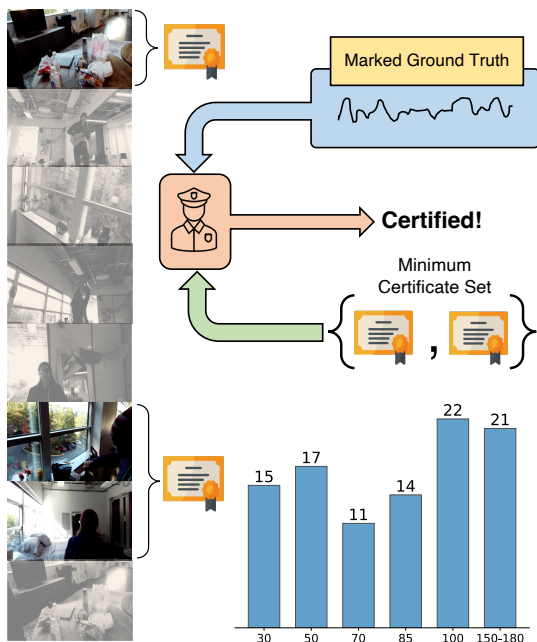 Marked Ground Truth
Certified!
Minimum
Certificate Set
{ , }
22
21
17
15
14
11
30 50 70 85 100 150-180